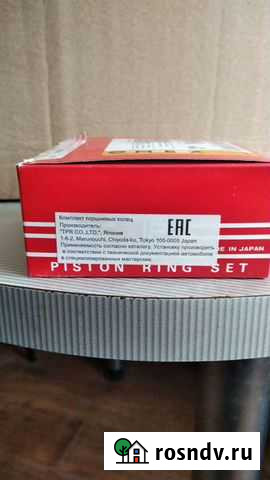 Комплект поршневых колец
Производитель:
"TPR CO.,LTD.", Япония
1-6-2, Marunouchi, Chiyoda-ku, Tokyo 100-0005 Japan
Применяемость согласно каталогу. Установку производить
в соответствии с технической документацией автомобиля
в специализированных мастерских.
EAC
MADE IN JAPAN
PISTON RING SET
rosndv.ru